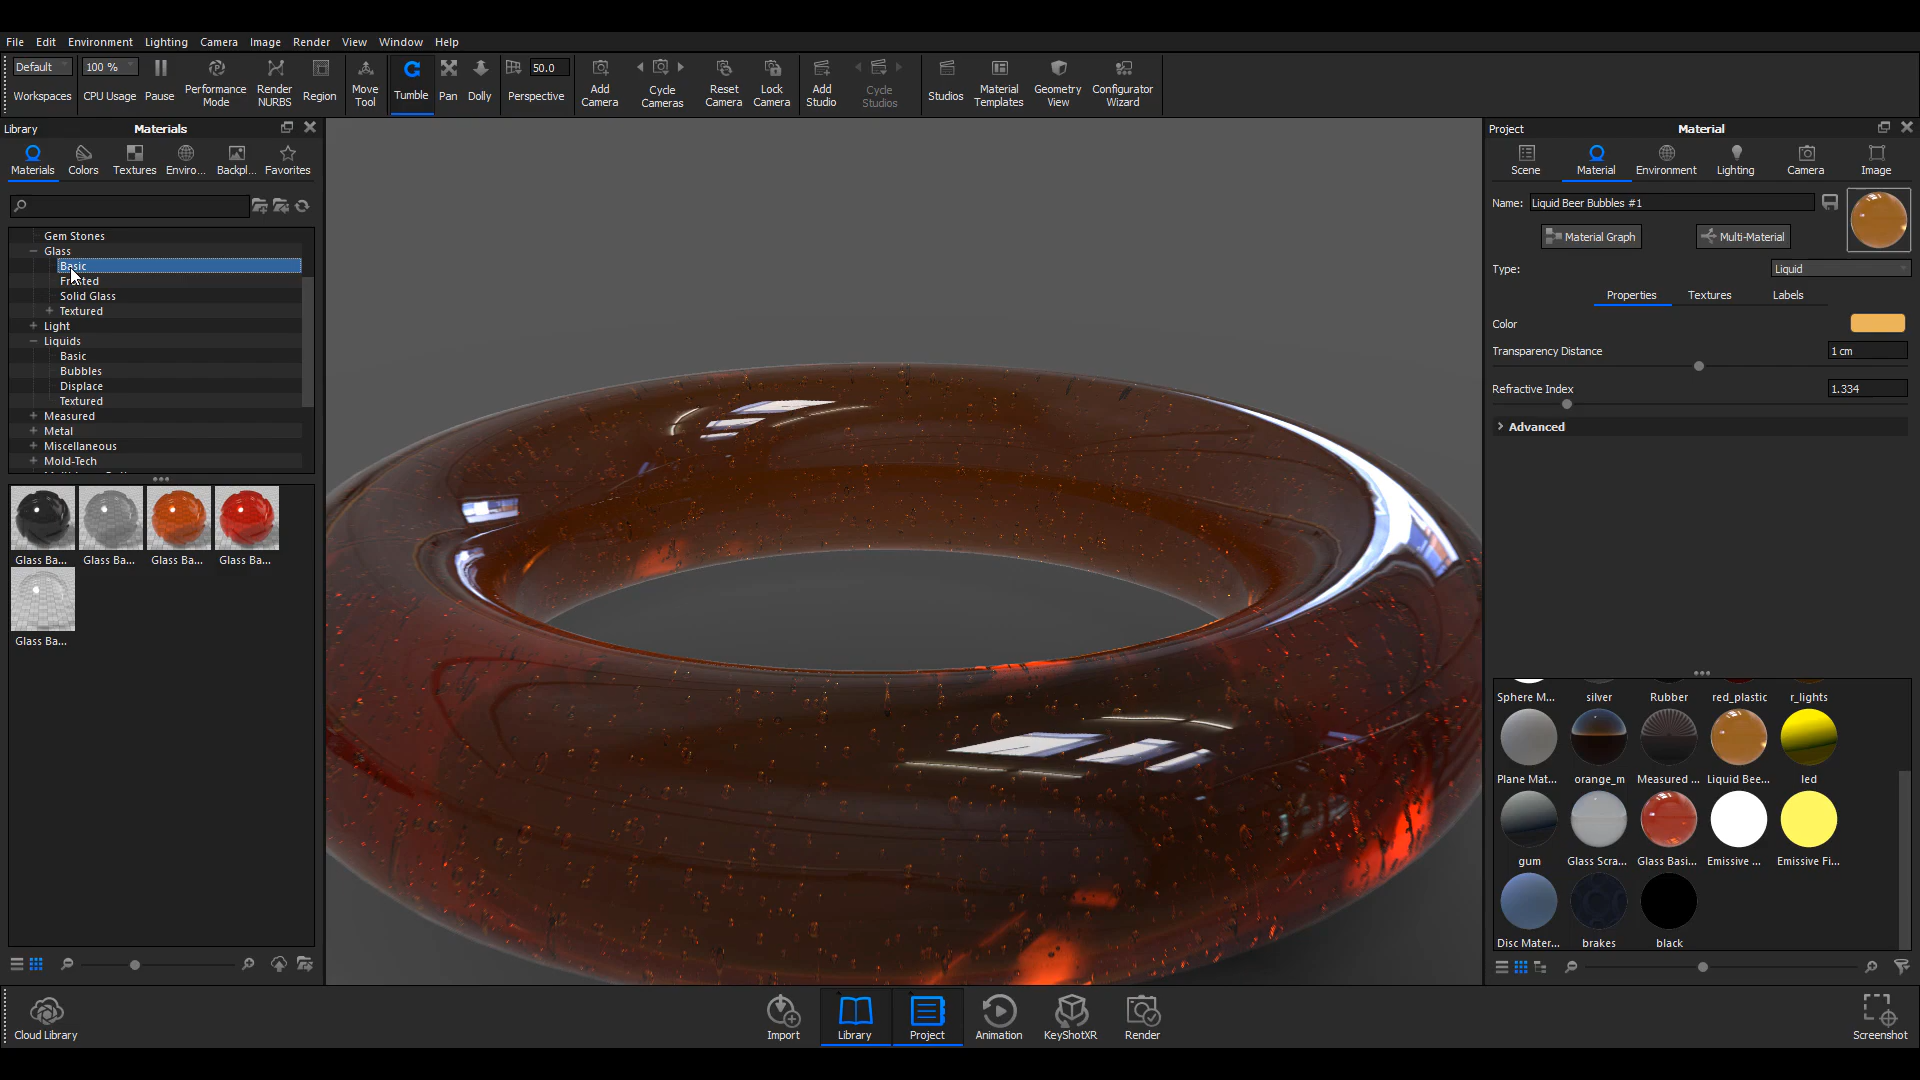 File Edit Environment Lighting Camera Image Render View Window Help
Default 100 % 50.0
Workspaces CPU Usage Pause Performance Mode Render NURBS Region Move Tool Tumble Pan Dolly Perspective Add Camera Cycle Cameras Reset Camera Lock Camera Add Studio Cycle Studios Studios Material Templates Geometry View Configurator Wizard
Library Materials
Materials Colors Textures Enviro... Backpl... Favorites
Gem Stones
Glass
Basic
Frosted
Solid Glass
Textured
Light
Liquids
Basic
Bubbles
Displace
Textured
Measured
Metal
Miscellaneous
Mold-Tech
Glass Ba... Glass Ba... Glass Ba... Glass Ba...
Glass Ba...
Project Material
Scene Material Environment Lighting Camera Image
Name: Liquid Beer Bubbles #1
Material Graph Multi-Material
Type: Liquid
Properties Textures Labels
Color
Transparency Distance 1 cm
Refractive Index 1.334
Advanced
Sphere M... silver Rubber red_plastic r_lights
Plane Mat... orange_m Measured ... Liquid Bee... led
gum Glass Scra... Glass Basi... Emissive ... Emissive Fi...
Disc Mater... brakes black
Cloud Library Import Library Project Animation KeyShotXR Render Screenshot